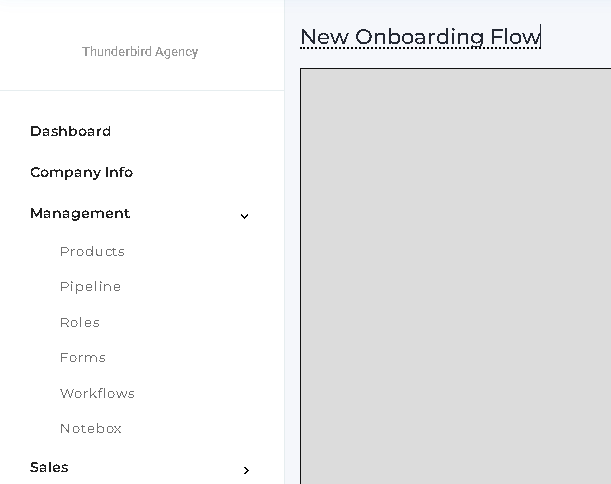 Thunderbird Agency
New Onboarding Flow
Dashboard
Company Info
Management
Products
Pipeline
Roles
Forms
Workflows
Notebox
Sales